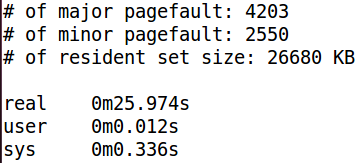 # of major pagefault: 4203
# of minor pagefault: 2550
# of resident set size: 26680 KB
real 0m25.974s
user 0m0.012s
sys 0m0.336s